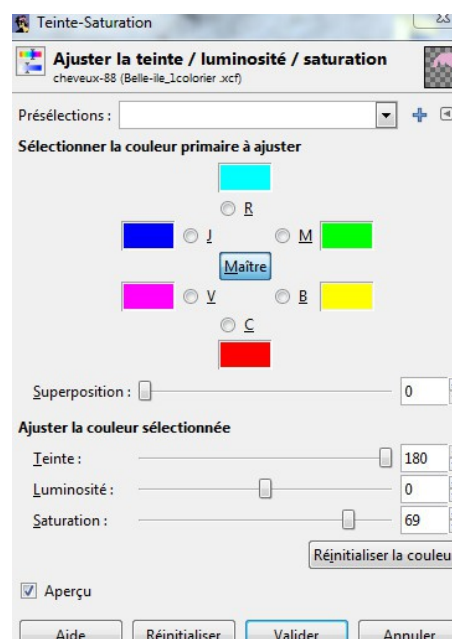 Teinte-Saturation
Ajuster la teinte / luminosité / saturation
cheveux-88 (Belle-ile_1colorier .xcf)
Présélections :
Sélectionner la couleur primaire à ajuster
R
J M
Maître
V B
C
Superposition : 0
Ajuster la couleur sélectionnée
Teinte : 180
Luminosité : 0
Saturation : 69
Réinitialiser la couleu
Aperçu
Aide Réinitialiser Valider Annuler